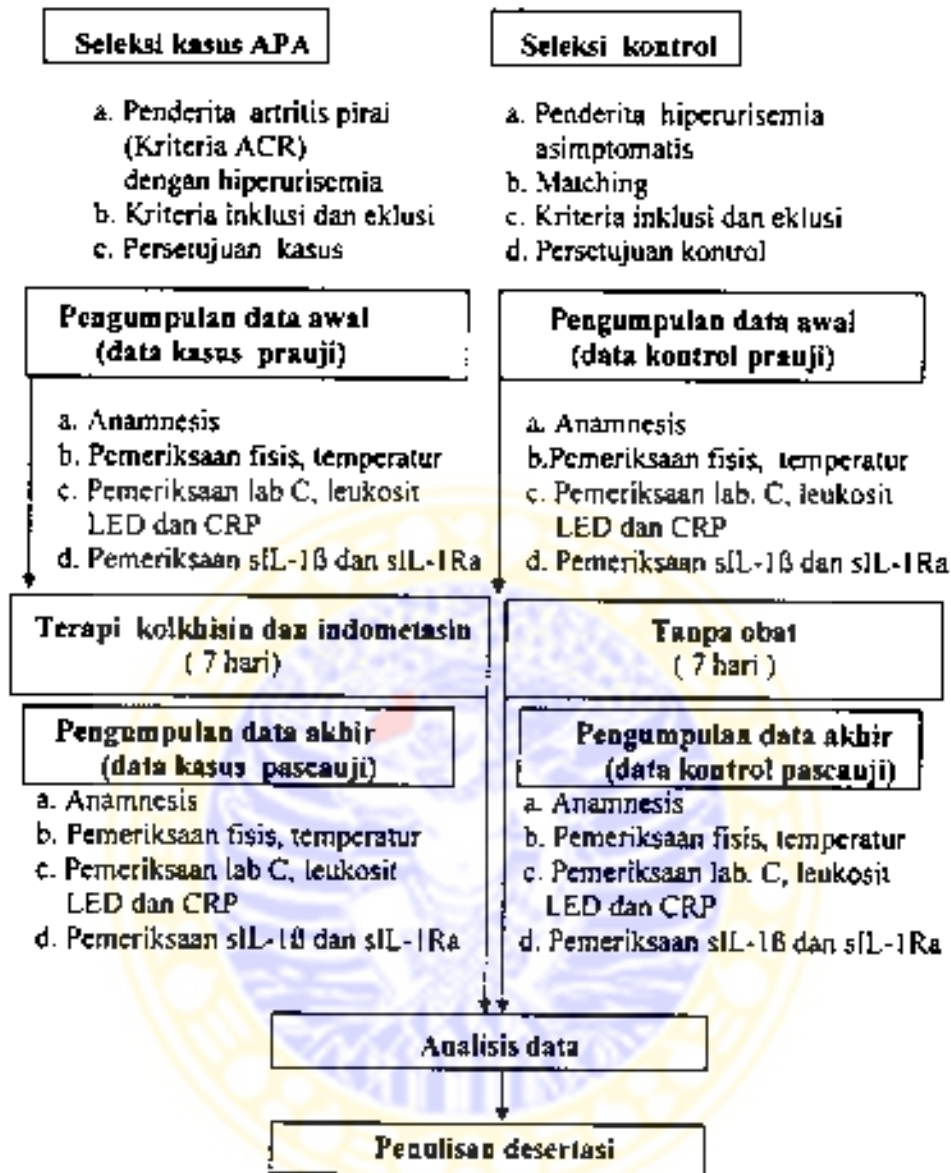 Seleksi kasus APA
a. Penderita artritis pirai
(Kriteria ACR)
dengan hiperurisemia
b. Kriteria inklusi dan eklusi
c. Persetujuan kasus
Seleksi kontrol
a. Penderita hiperurisemia
asimptomatis
b. Matching
c. Kriteria inklusi dan eklusi
d. Persetujuan kontrol
Pengumpulan data awal
(data kasus prauji)
a. Anamnesis
b. Pemeriksaan fisis, temperatur
c. Pemeriksaan lab C, leukosit
LED dan CRP
d. Pemeriksaan sIL-1ß dan sIL-1Ra
Pengumpulan data awal
(data kontrol prauji)
a. Anamnesis
b.Pemeriksaan fisis, temperatur
c. Pemeriksaan lab. C, leukosit
LED dan CRP
d. Pemeriksaan sIL-1ß dan sIL-1Ra
Terapi kolkhisin dan indometasin
( 7 hari)
Tanpa obat
( 7 hari )
Pengumpulan data akhir
(data kasus pascauji)
a. Anamnesis
b. Pemeriksaan fisis, temperatur
c. Pemeriksaan lab C, leukosit
LED dan CRP
d. Pemeriksaan sIL-1ß dan sIL-1Ra
Pengumpulan data akhir
(data kontrol pascauji)
a. Anamnesis
b. Pemeriksaan fisis, temperatur
c. Pemeriksaan lab. C, leukosit
LED dan CRP
d. Pemeriksaan sIL-1ß dan sIL-1Ra
Analisis data
Penulisan desertasi